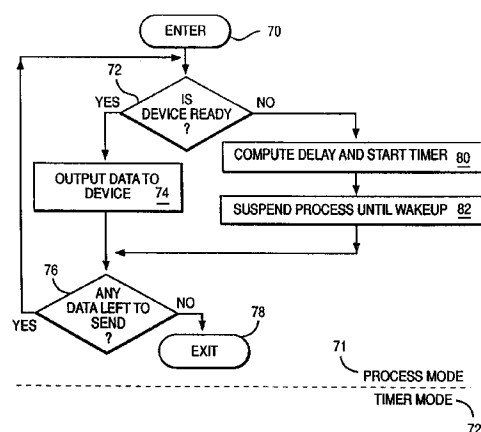 ENTER
70
72
IS
DEVICE READY
?
YES
NO
OUTPUT DATA TO
DEVICE 74
COMPUTE DELAY AND START TIMER 80
SUSPEND PROCESS UNTIL WAKEUP 82
76
ANY
DATA LEFT TO
SEND
?
YES
NO
78
EXIT
71
PROCESS MODE
TIMER MODE
72